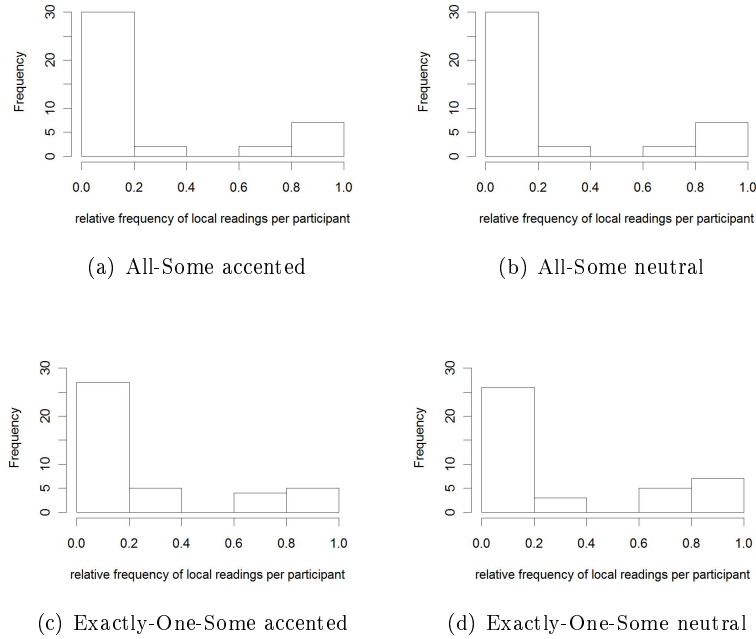 Frequency
0 5 10 20 30
0.0 0.2 0.4 0.6 0.8 1.0
relative frequency of local readings per participant
(a) All-Some accented
Frequency
0 5 10 20 30
0.0 0.2 0.4 0.6 0.8 1.0
relative frequency of local readings per participant
(b) All-Some neutral
Frequency
0 5 10 20 30
0.0 0.2 0.4 0.6 0.8 1.0
relative frequency of local readings per participant
(c) Exactly-One-Some accented
Frequency
0 5 10 20 30
0.0 0.2 0.4 0.6 0.8 1.0
relative frequency of local readings per participant
(d) Exactly-One-Some neutral